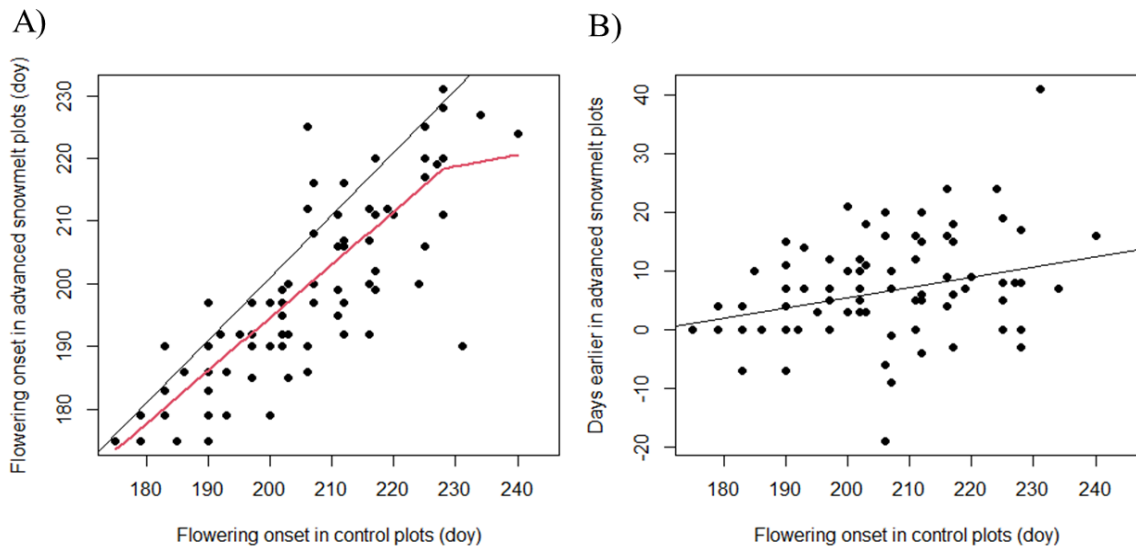 A)
B)
Flowering onset in advanced snowmelt plots (doy)
230
220
210
200
190
180
180 190 200 210 220 230 240
Flowering onset in control plots (doy)
Days earlier in advanced snowmelt plots
40
30
20
10
0
-10
-20
180 190 200 210 220 230 240
Flowering onset in control plots (doy)